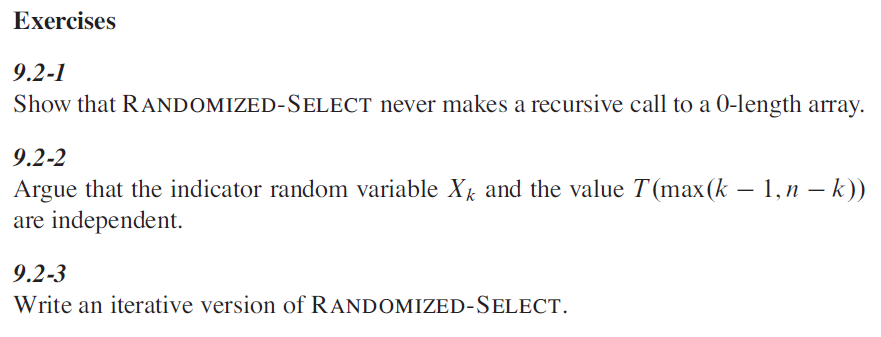 Exercises
9.2-1
Show that RANDOMIZED-SELECT never makes a recursive call to a 0-length array.
9.2-2
Argue that the indicator random variable Xk and the value T(max(k − 1, n − k))
are independent.
9.2-3
Write an iterative version of RANDOMIZED-SELECT.